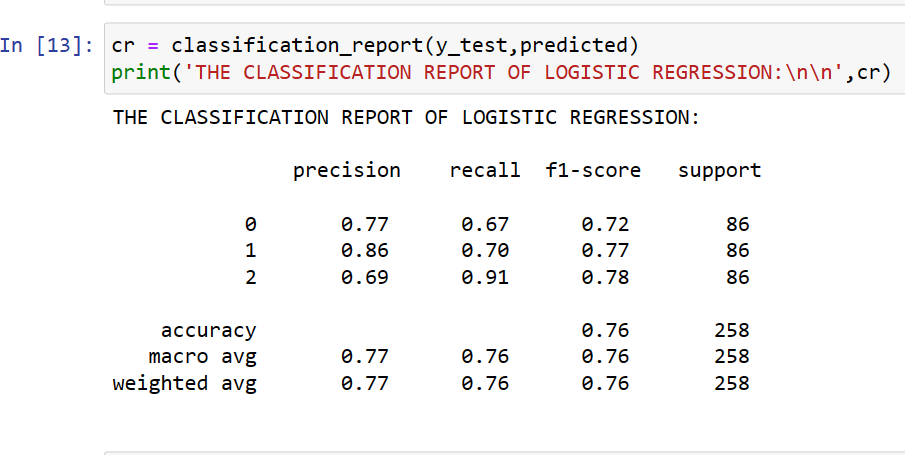 In [13]: cr = classification_report(y_test,predicted)
print('THE CLASSIFICATION REPORT OF LOGISTIC REGRESSION:\n\n',cr)
THE CLASSIFICATION REPORT OF LOGISTIC REGRESSION:
precision recall f1-score support
0 0.77 0.67 0.72 86
1 0.86 0.70 0.77 86
2 0.69 0.91 0.78 86
accuracy 0.76 258
macro avg 0.77 0.76 0.76 258
weighted avg 0.77 0.76 0.76 258